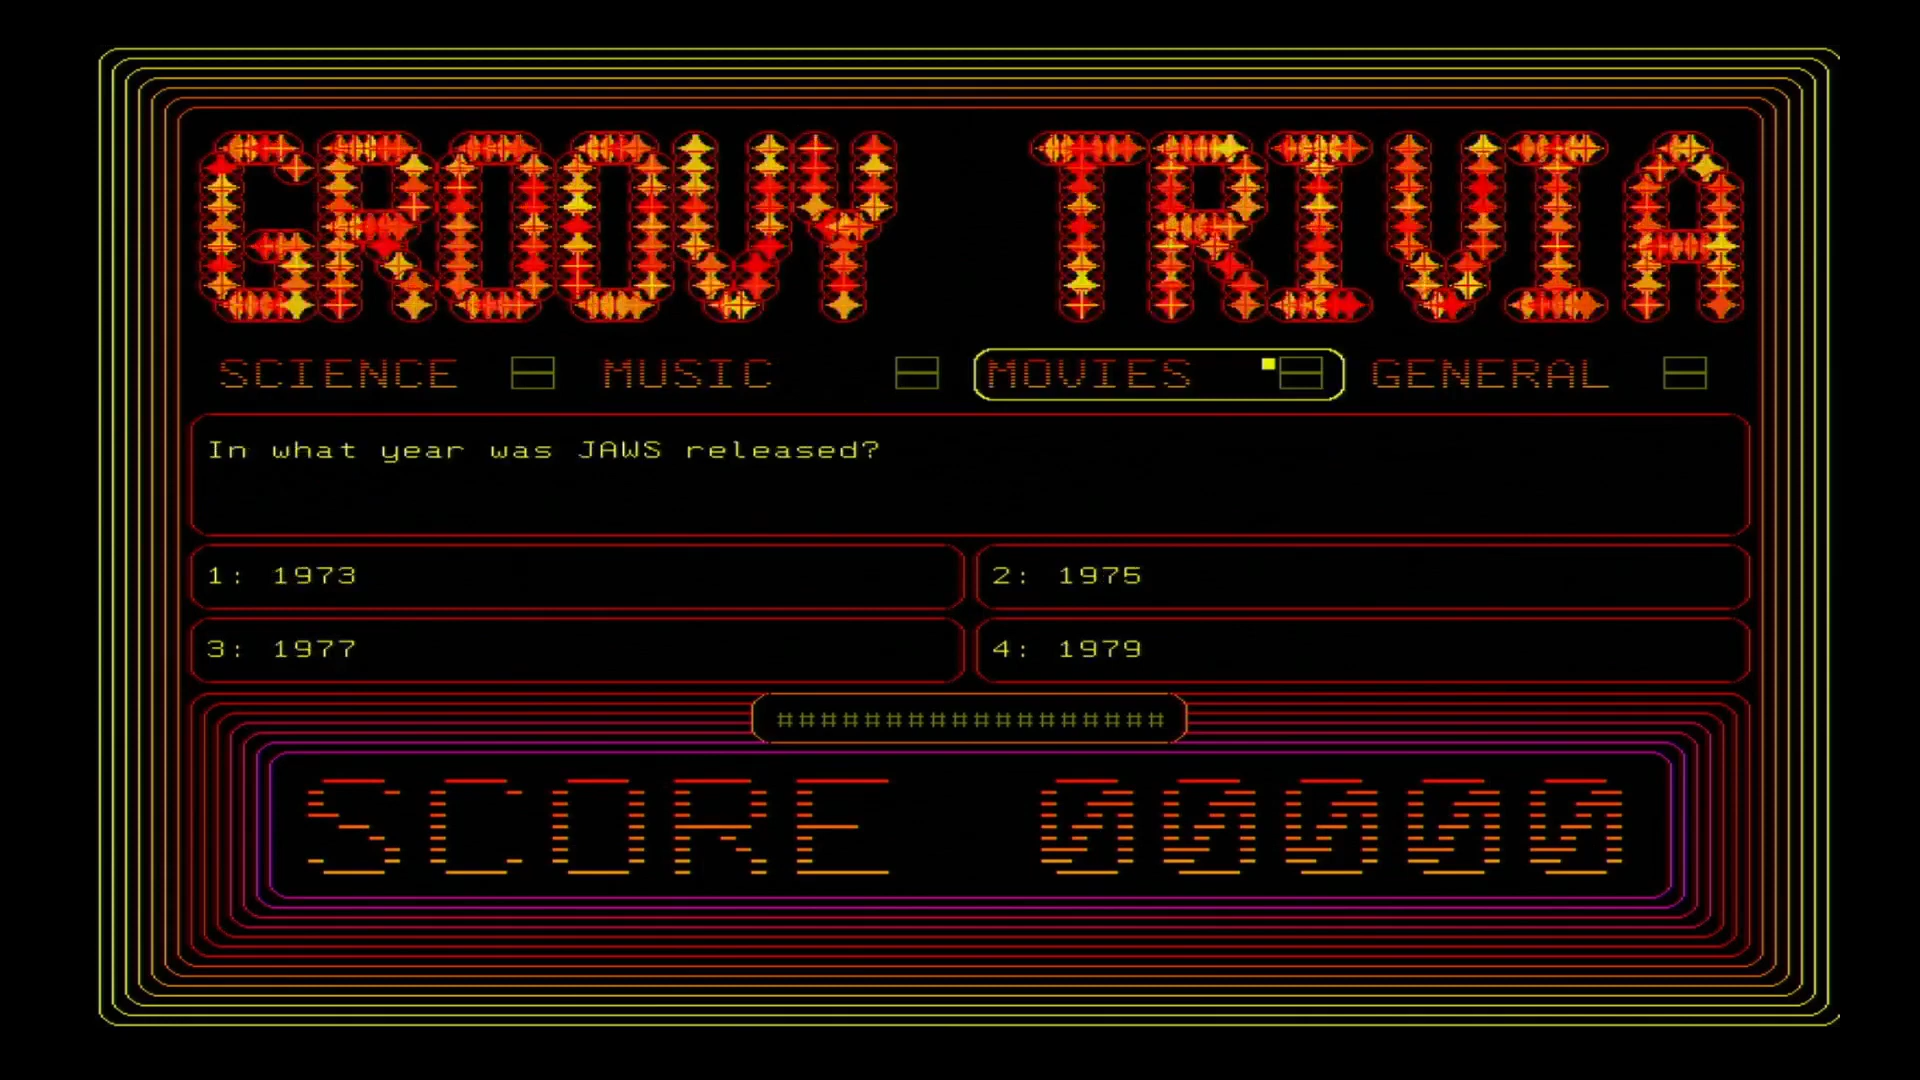 GROOVY TRIVIA
SCIENCE MUSIC MOVIES GENERAL
In what year was JAWS released?
1: 1973 2: 1975
3: 1977 4: 1979
##################
SCORE 00000